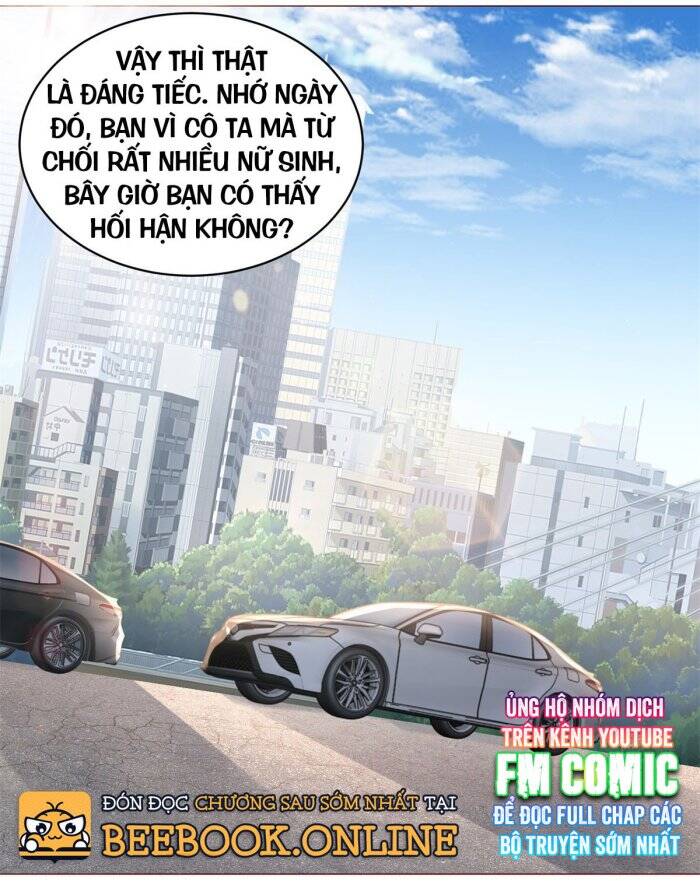 VẬY THÌ THẬT
LÀ ĐÁNG TIẾC. NHỚ NGÀY
ĐÓ, BẠN VÌ CÔ TA MÀ TỪ
CHỐI RẤT NHIỀU NỮ SINH,
BÂY GIỜ BẠN CÓ THẤY
HỐI HẬN KHÔNG?
ỦNG HỘ NHÓM DỊCH
TRÊN KÊNH YOUTUBE
FM COMIC
ĐỂ ĐỌC FULL CHAP CÁC
BỘ TRUYỆN SỚM NHẤT
ĐÓN ĐỌC CHƯƠNG SAU SỚM NHẤT TẠI
BEEBOOK.ONLINE